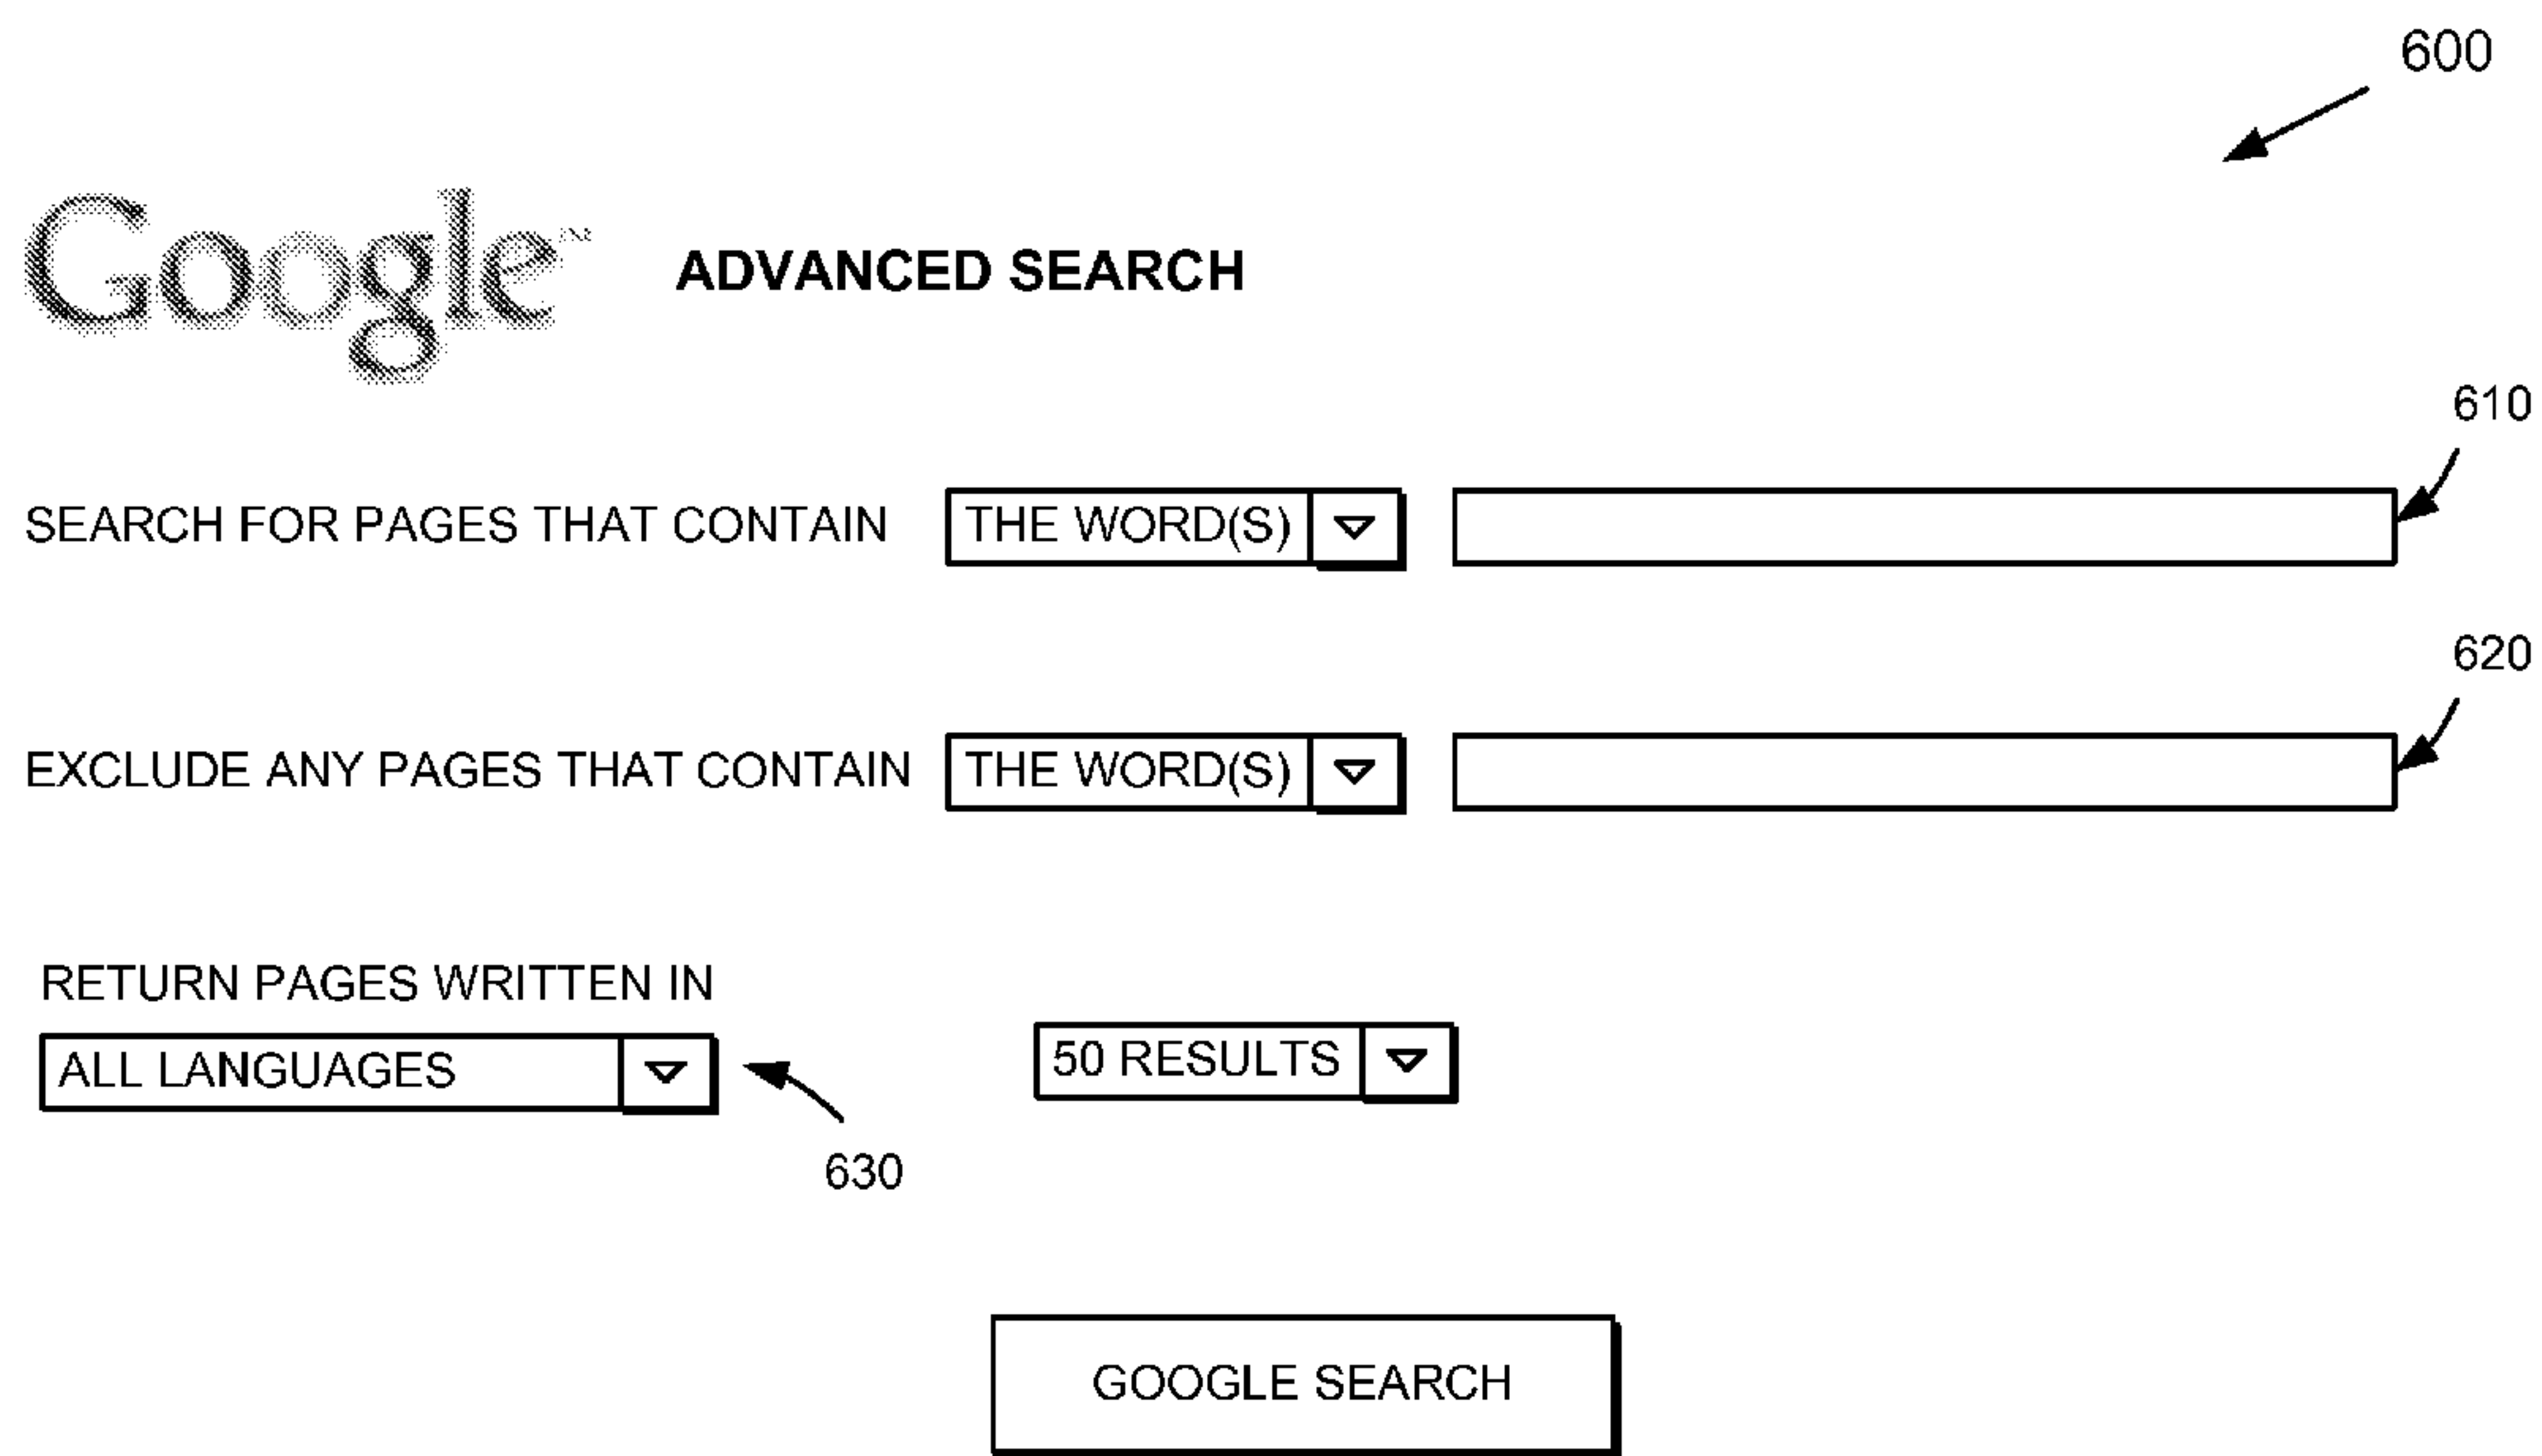 600
Google™ ADVANCED SEARCH
610
SEARCH FOR PAGES THAT CONTAIN THE WORD(S)
620
EXCLUDE ANY PAGES THAT CONTAIN THE WORD(S)
RETURN PAGES WRITTEN IN
ALL LANGUAGES 50 RESULTS
630
GOOGLE SEARCH